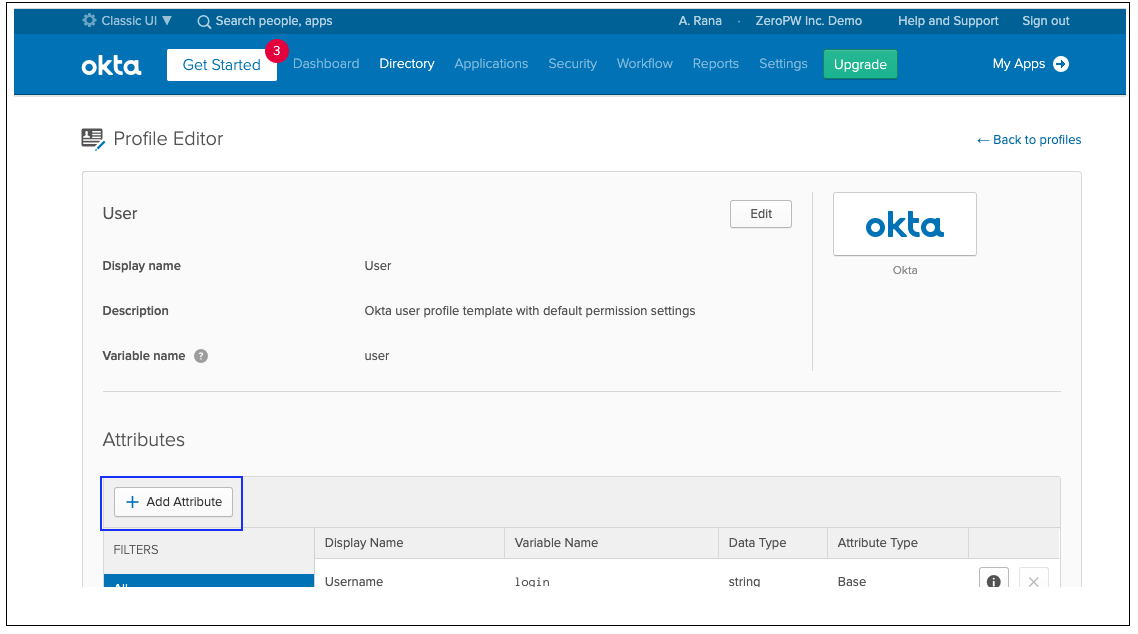 Classic UI ▼ Search people, apps A. Rana · ZeroPW Inc. Demo Help and Support Sign out
okta Get Started 3 Dashboard Directory Applications Security Workflow Reports Settings Upgrade My Apps
Profile Editor ← Back to profiles
User Edit okta
Okta
Display name User
Description Okta user profile template with default permission settings
Variable name ? user
Attributes
+ Add Attribute
FILTERS Display Name Variable Name Data Type Attribute Type
All Username login string Base